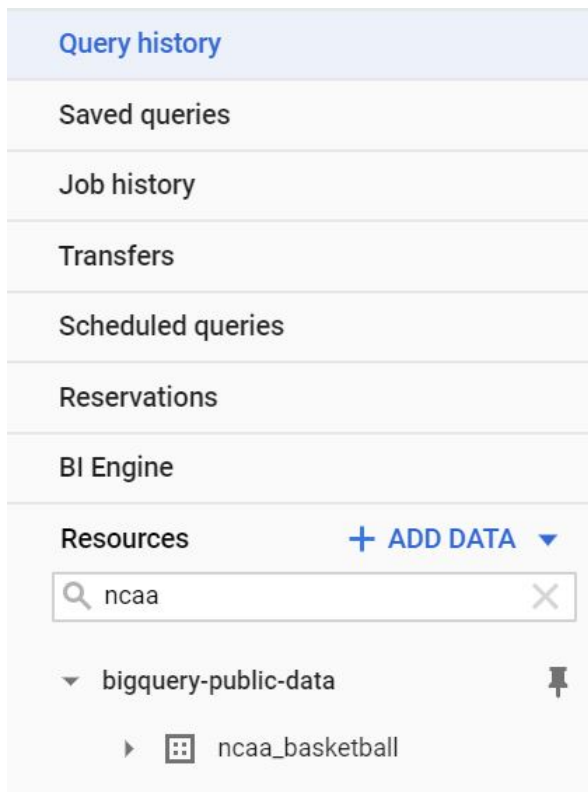 Query history
Saved queries
Job history
Transfers
Scheduled queries
Reservations
BI Engine
Resources + ADD DATA
ncaa
bigquery-public-data
ncaa_basketball